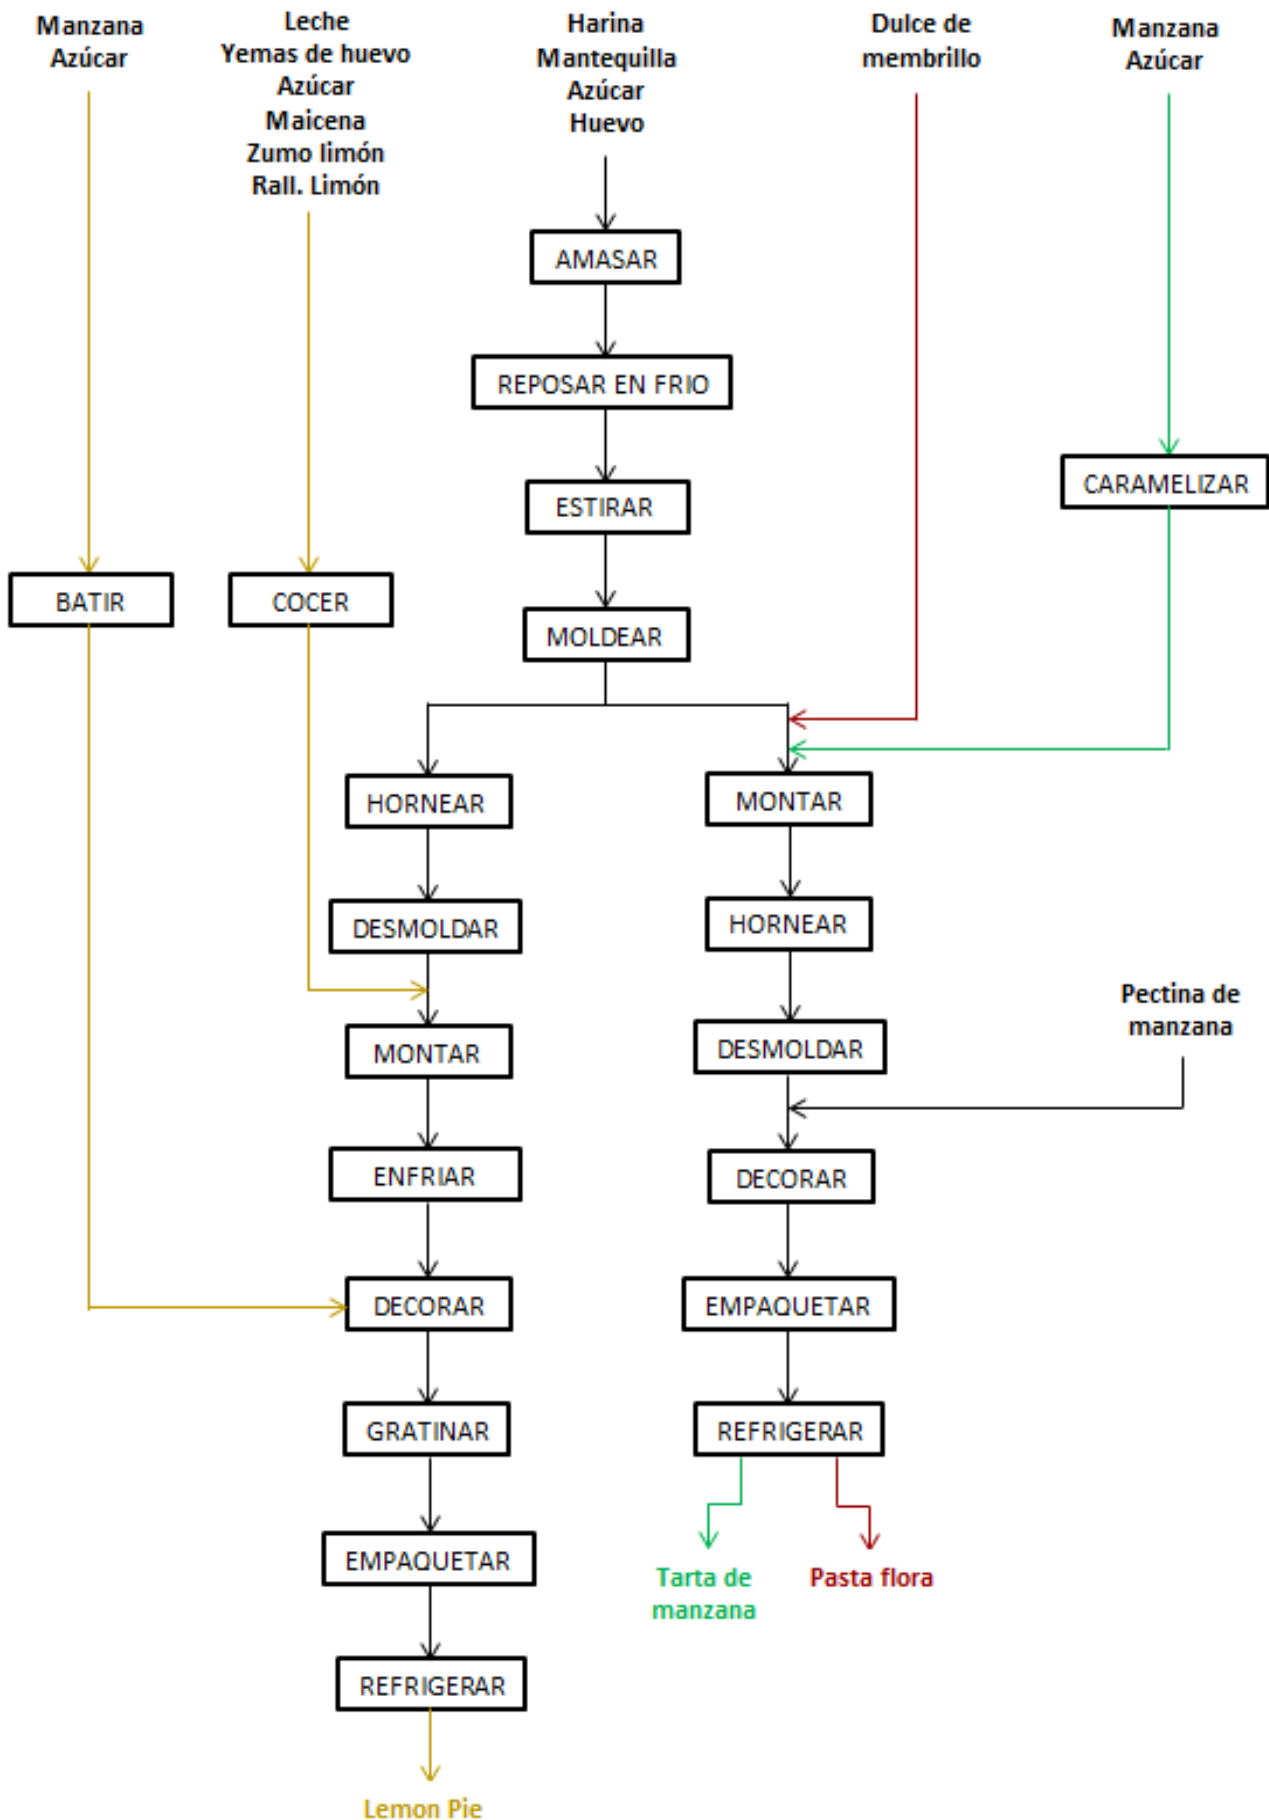 Manzana
Azúcar
Leche
Yemas de huevo
Azúcar
Maicena
Zumo limón
Rall. Limón
Harina
Mantequilla
Azúcar
Huevo
Dulce de
membrillo
Manzana
Azúcar
AMASAR
REPOSAR EN FRIO
ESTIRAR
CARAMELIZAR
BATIR
COCER
MOLDEAR
HORNEAR
MONTAR
DESMOLDAR
HORNEAR
Pectina de
manzana
MONTAR
DESMOLDAR
ENFRIAR
DECORAR
DECORAR
EMPAQUETAR
GRATINAR
REFRIGERAR
EMPAQUETAR
Tarta de
manzana
Pasta flora
REFRIGERAR
Lemon Pie